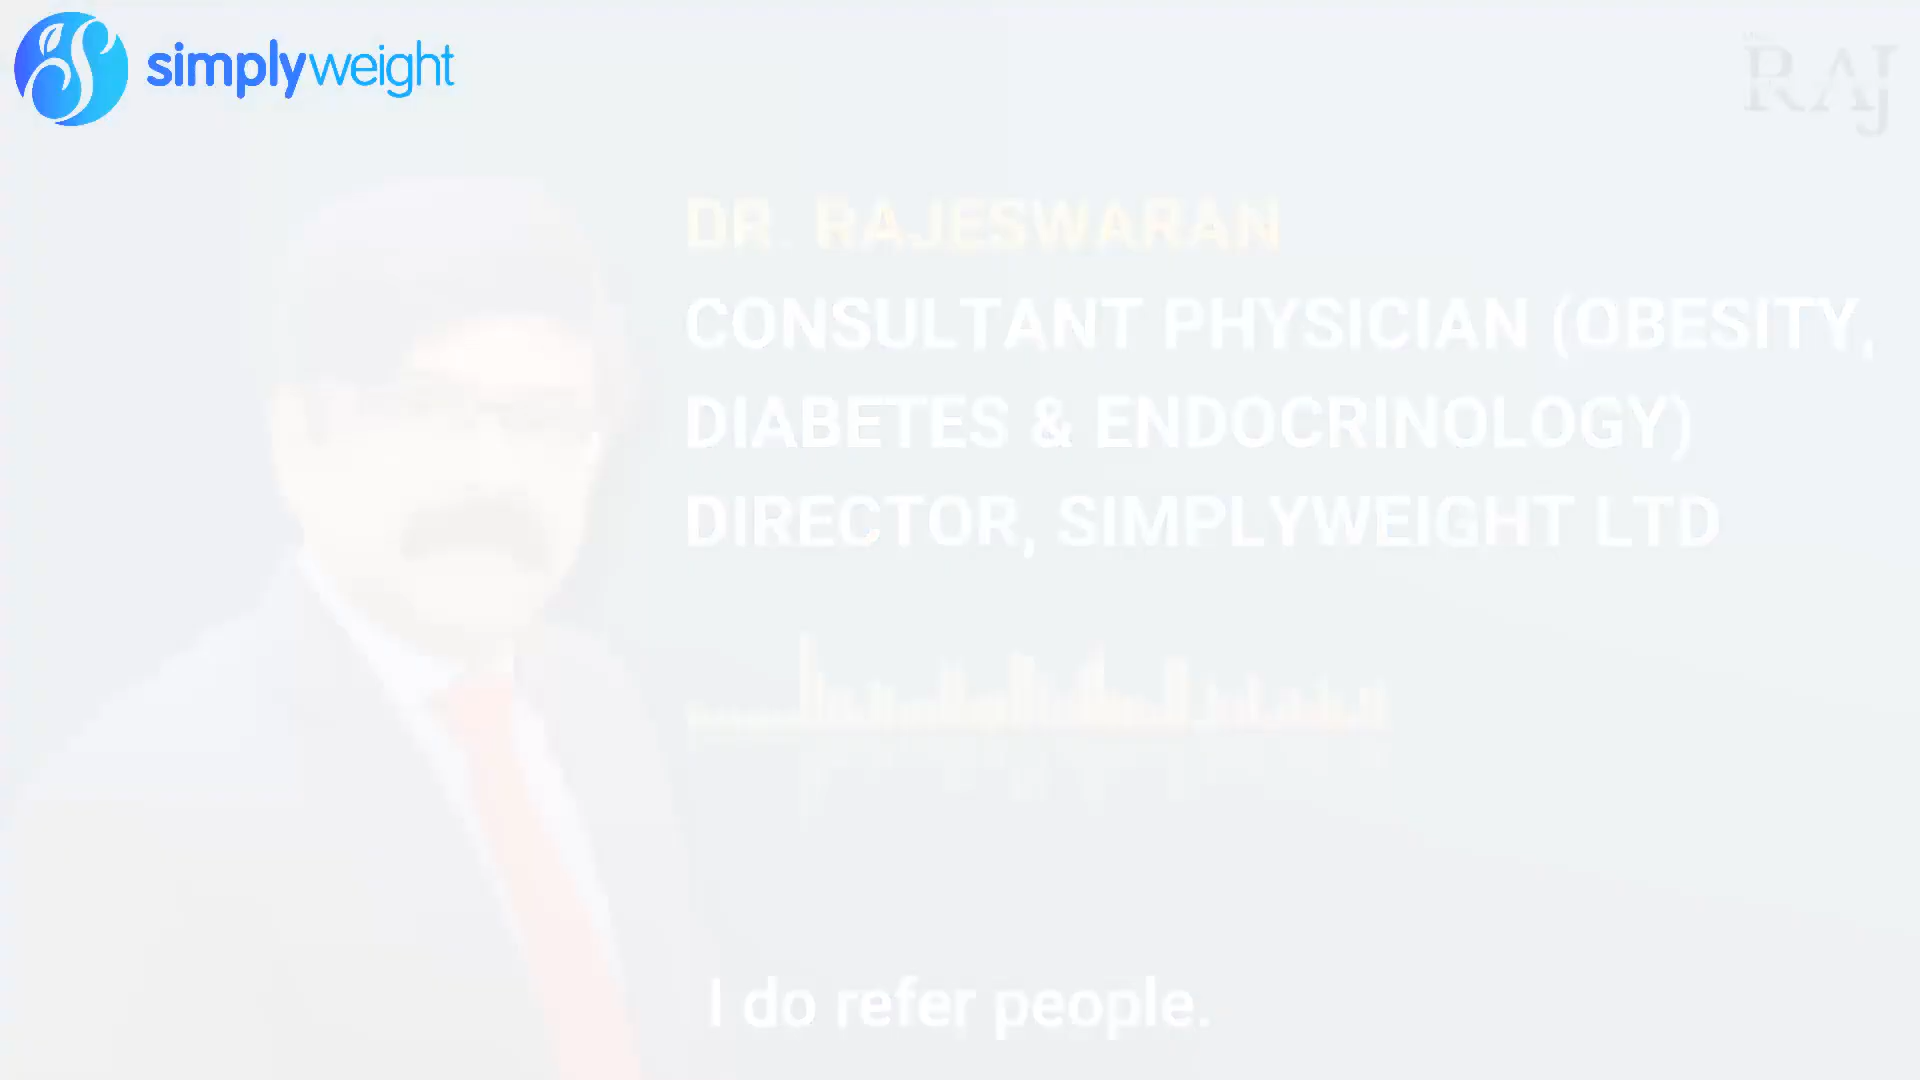 simplyweight
RAJ
DR. RAJESWARAN
CONSULTANT PHYSICIAN (OBESITY,
DIABETES & ENDOCRINOLOGY)
DIRECTOR, SIMPLYWEIGHT LTD
I do refer people.